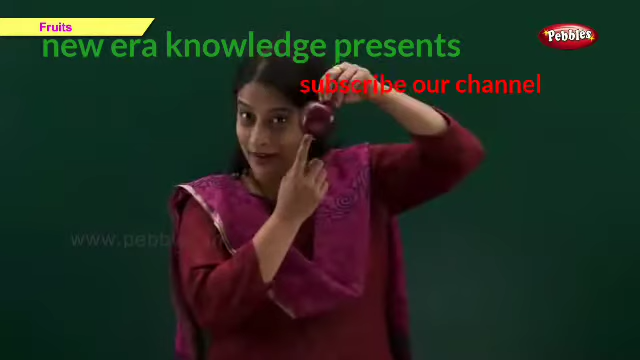 Fruits
new era knowledge presents
Pebbles
subscribe our channel